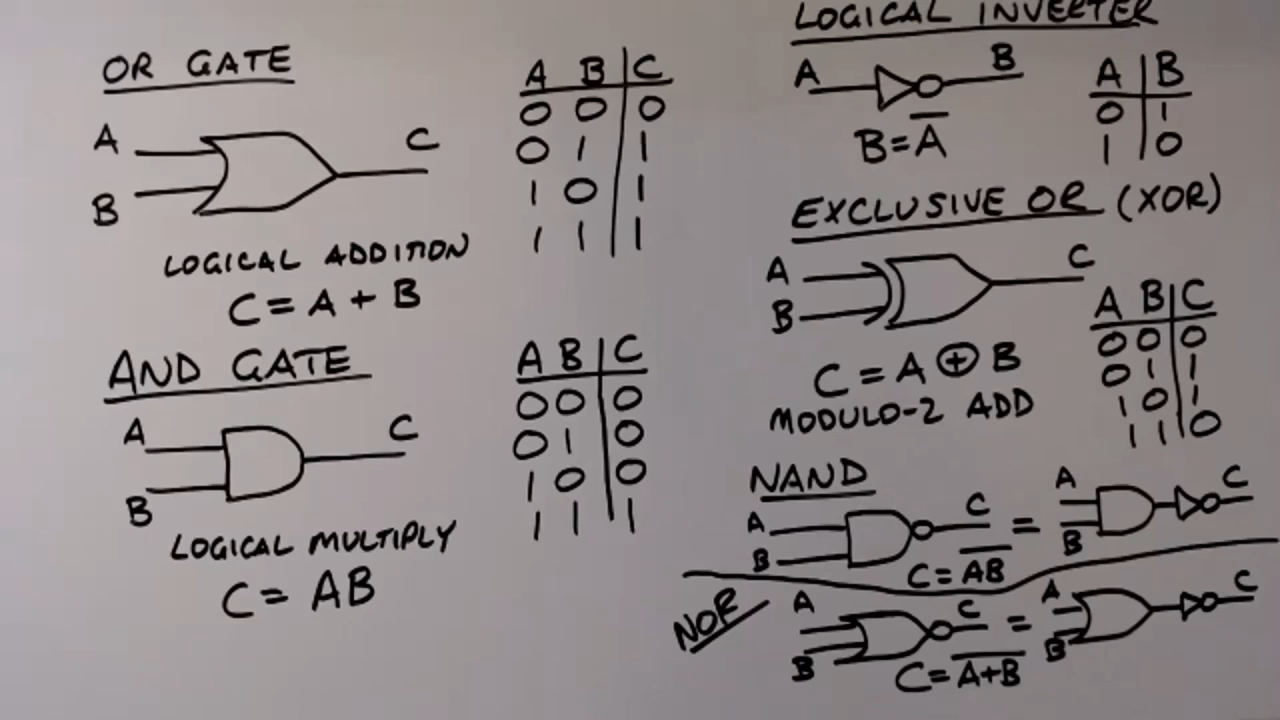 OR GATE
A
B
C
LOGICAL ADDITION
C = A + B
A B C
0 0 0
0 1 1
1 0 1
1 1 1
AND GATE
A
B
C
LOGICAL MULTIPLY
C = AB
A B C
0 0 0
0 1 0
1 0 0
1 1 1
LOGICAL INVERTER
A B
B = A̅
A B
0 1
1 0
EXCLUSIVE OR (XOR)
A
B
C
C = A ⊕ B
MODULO-2 ADD
A B C
0 0 0
0 1 1
1 0 1
1 1 0
NAND
A
B
C
=
A
B
C
C = A̅B̅
NOR
A
B
C
=
A
B
C
C = A̅+̅B̅